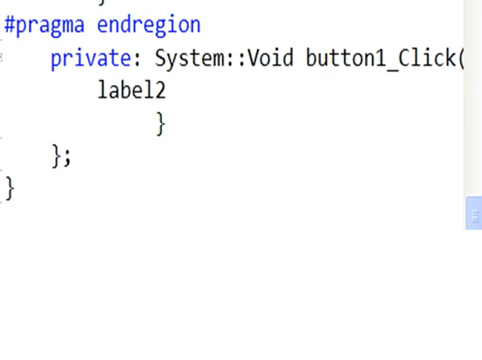 #pragma endregion
private: System::Void button1_Click(
label2
}
};
}